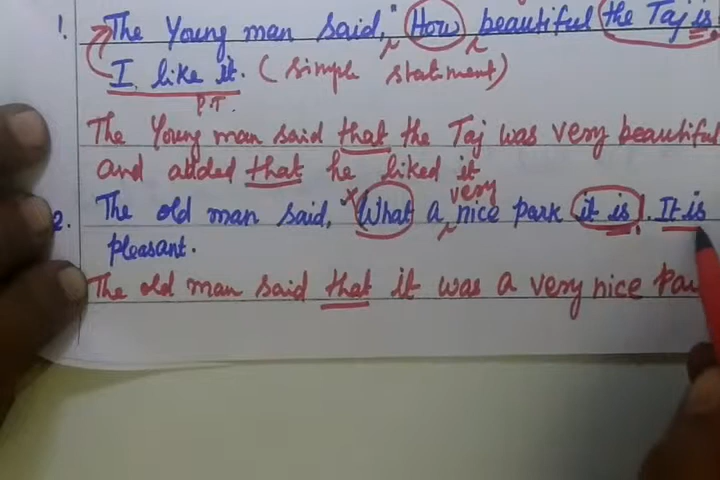 1. The Young man said, "How beautiful the Taj is.
I like it. (simple statement)
P.T.
The Young man said that the Taj was very beautiful
and added that he liked it
very
2. The old man said, "What a nice park it is!. It is
pleasant.
The old man said that it was a very nice